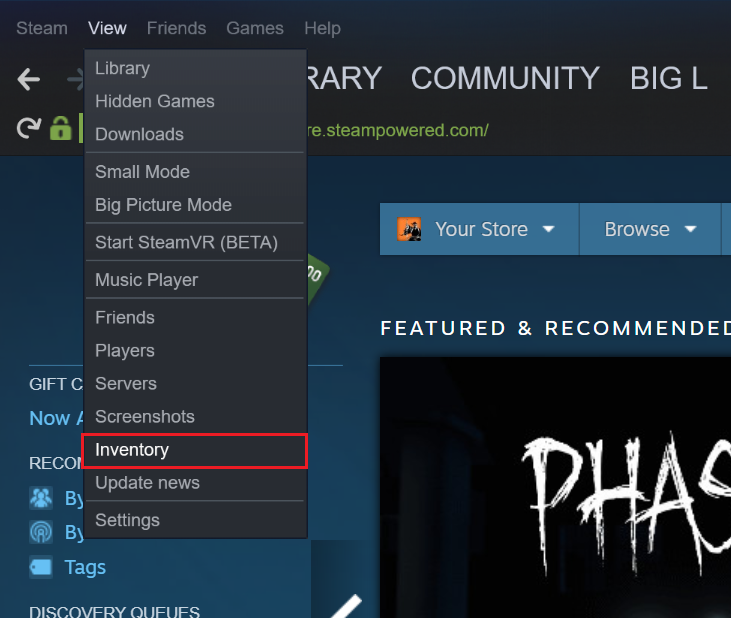 Steam View Friends Games Help
RARY COMMUNITY BIG L
re.steampowered.com/
Library
Hidden Games
Downloads
Small Mode
Big Picture Mode
Start SteamVR (BETA)
Music Player
Friends
Players
Servers
Screenshots
Inventory
Update news
Settings
Your Store Browse
FEATURED & RECOMMENDED
PHAS
GIFT C
Now A
RECOM
By
By
Tags
DISCOVERY QUEUES